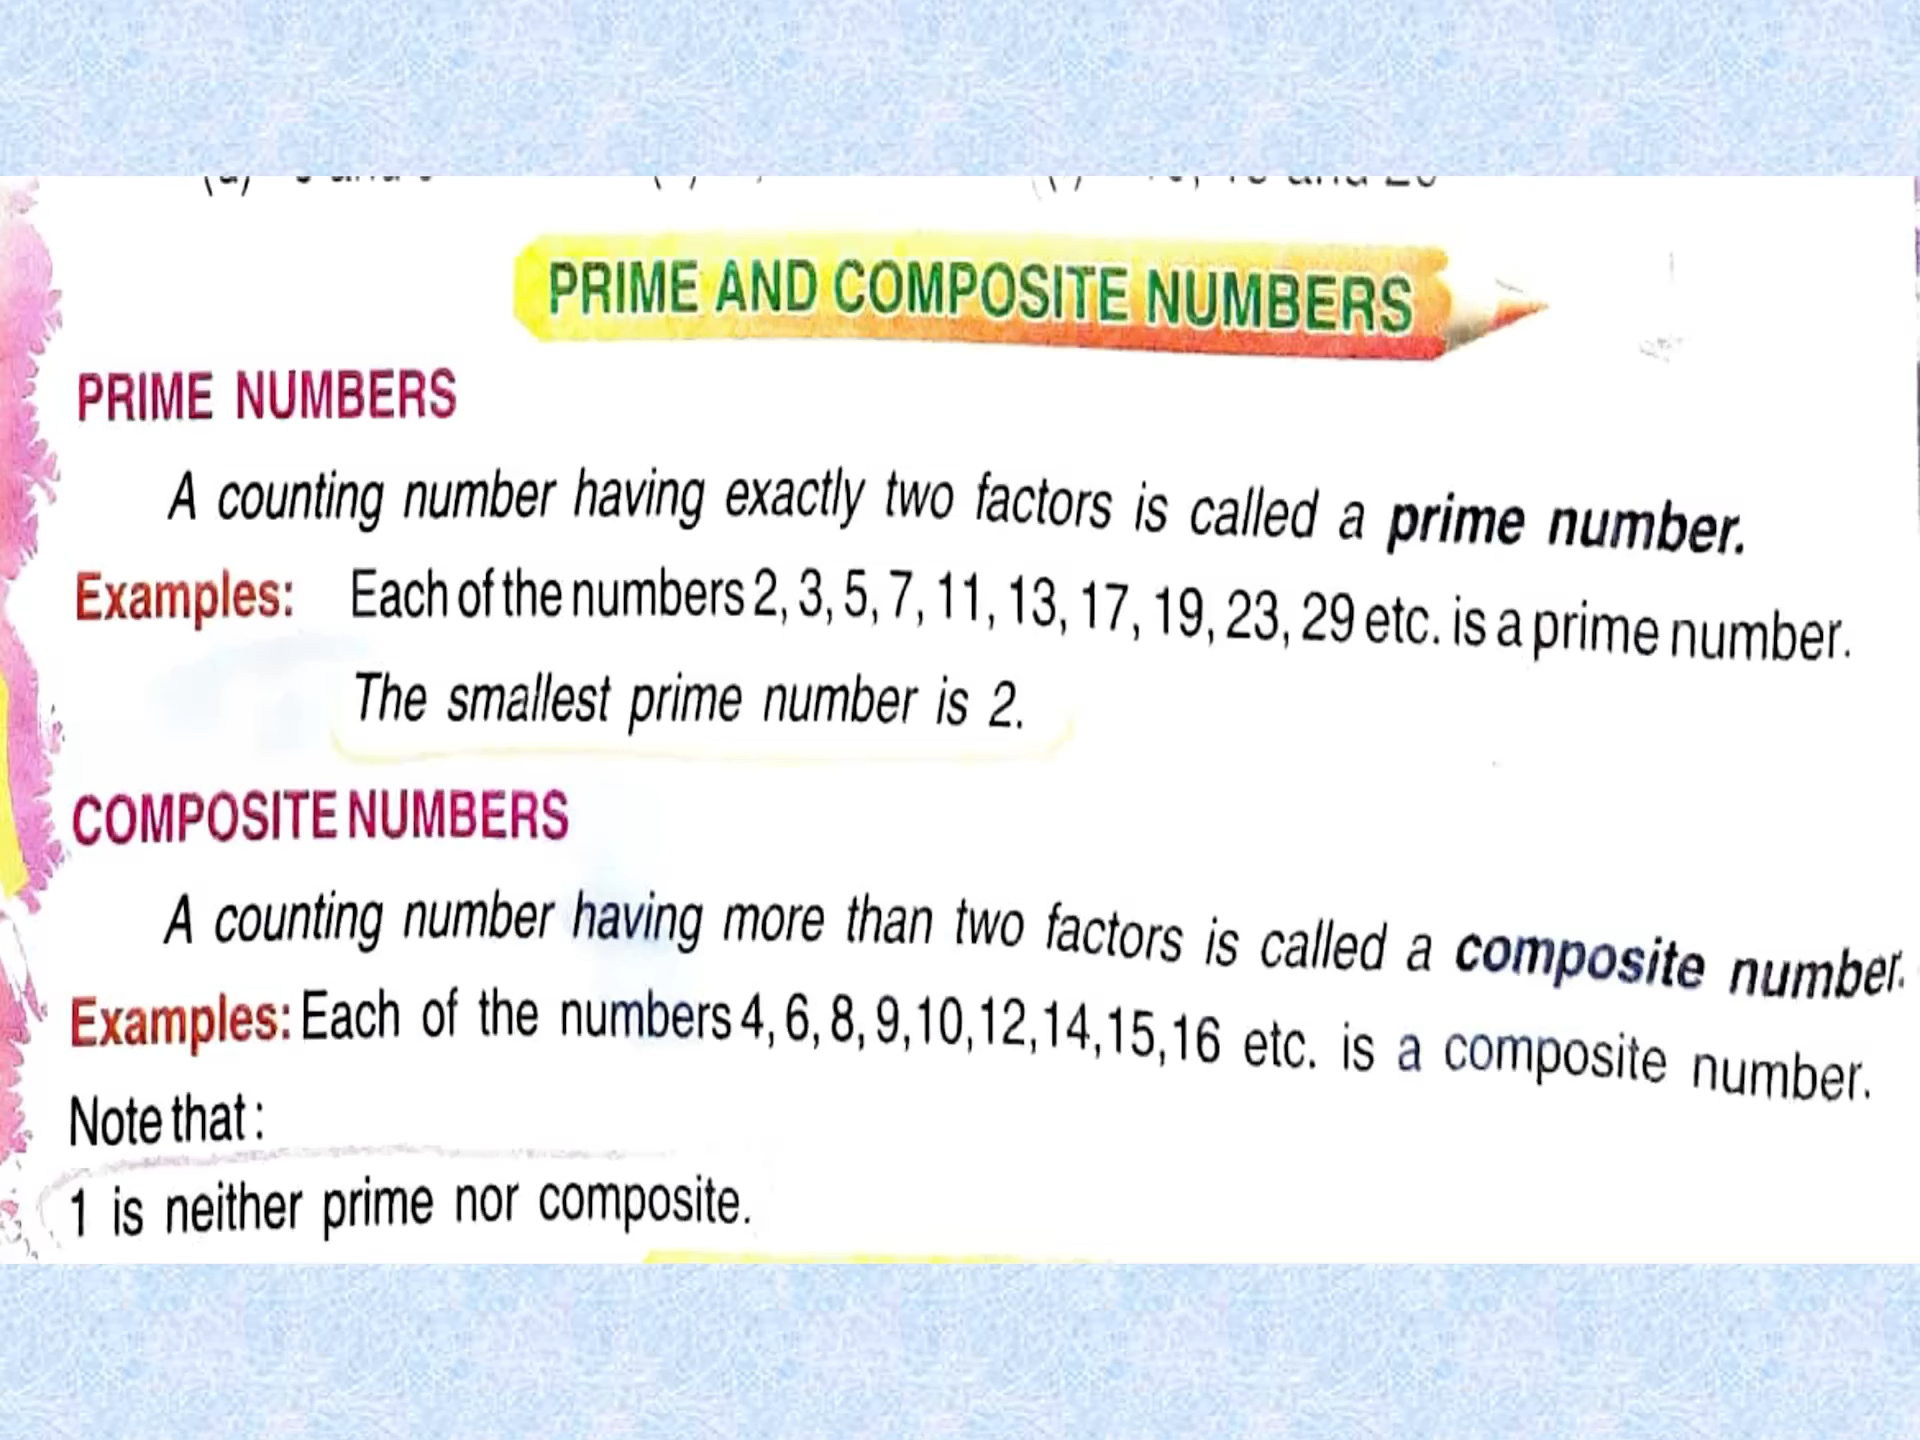 PRIME AND COMPOSITE NUMBERS
PRIME NUMBERS
A counting number having exactly two factors is called a prime number.
Examples: Each of the numbers 2, 3, 5, 7, 11, 13, 17, 19, 23, 29 etc. is a prime number.
The smallest prime number is 2.
COMPOSITE NUMBERS
A counting number having more than two factors is called a composite number.
Examples: Each of the numbers 4, 6, 8, 9, 10, 12, 14, 15, 16 etc. is a composite number.
Note that :
1 is neither prime nor composite.